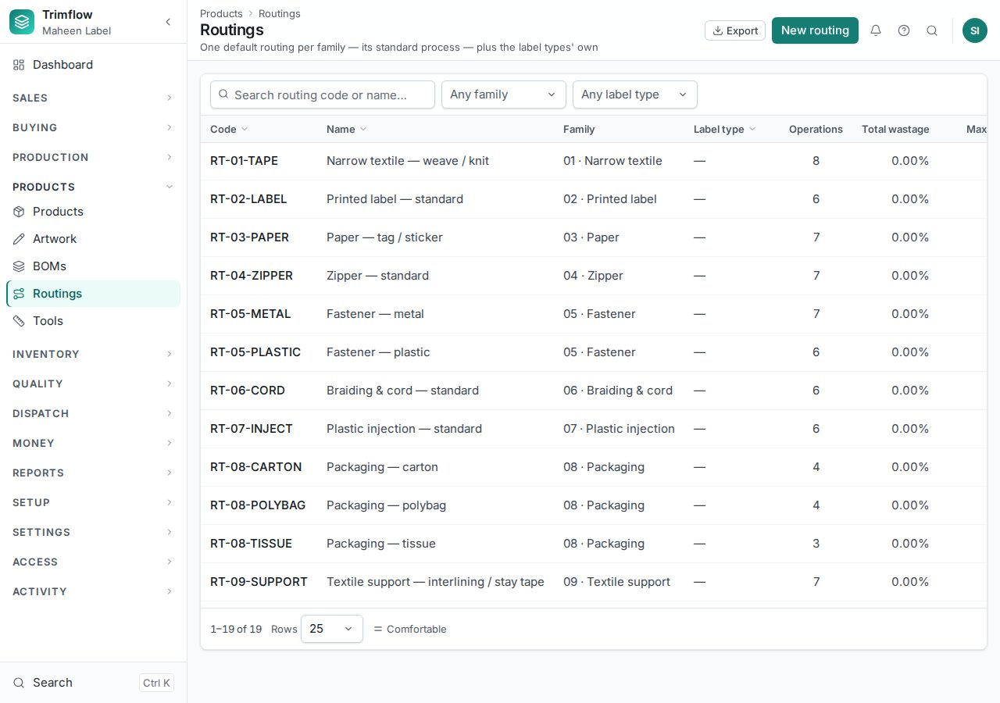 Trimflow
Maheen Label
Dashboard
SALES
BUYING
PRODUCTION
PRODUCTS
Products
Artwork
BOMs
Routings
Tools
INVENTORY
QUALITY
DISPATCH
MONEY
REPORTS
SETUP
SETTINGS
ACCESS
ACTIVITY
Search Ctrl K
Products Routings
Routings
One default routing per family — its standard process — plus the label types' own
Export New routing SI
Search routing code or name... Any family Any label type
Code Name Family Label type Operations Total wastage Max
RT-01-TAPE Narrow textile — weave / knit 01 · Narrow textile — 8 0.00%
RT-02-LABEL Printed label — standard 02 · Printed label — 6 0.00%
RT-03-PAPER Paper — tag / sticker 03 · Paper — 7 0.00%
RT-04-ZIPPER Zipper — standard 04 · Zipper — 7 0.00%
RT-05-METAL Fastener — metal 05 · Fastener — 7 0.00%
RT-05-PLASTIC Fastener — plastic 05 · Fastener — 6 0.00%
RT-06-CORD Braiding & cord — standard 06 · Braiding & cord — 6 0.00%
RT-07-INJECT Plastic injection — standard 07 · Plastic injection — 6 0.00%
RT-08-CARTON Packaging — carton 08 · Packaging — 4 0.00%
RT-08-POLYBAG Packaging — polybag 08 · Packaging — 4 0.00%
RT-08-TISSUE Packaging — tissue 08 · Packaging — 3 0.00%
RT-09-SUPPORT Textile support — interlining / stay tape 09 · Textile support — 7 0.00%
1–19 of 19 Rows 25 Comfortable